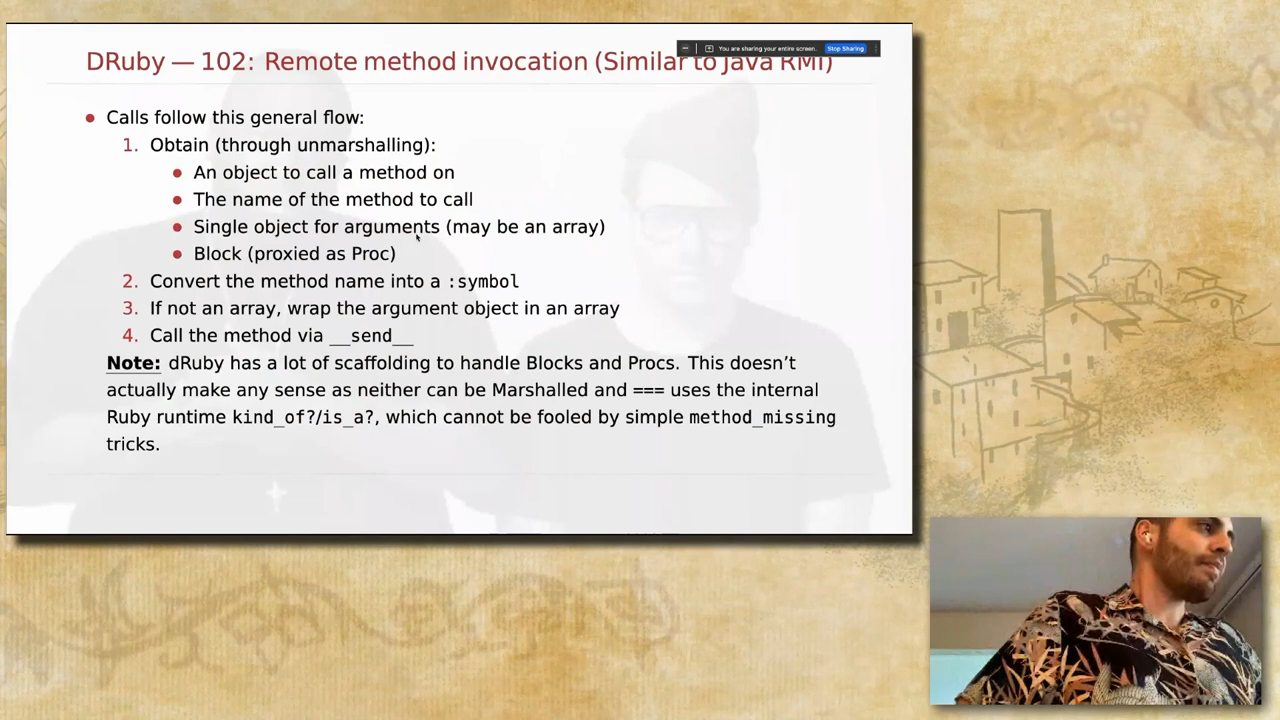 You are sharing your entire screen. Stop Sharing
DRuby — 102: Remote method invocation (Similar to Java RMI)
• Calls follow this general flow:
1. Obtain (through unmarshalling):
• An object to call a method on
• The name of the method to call
• Single object for arguments (may be an array)
• Block (proxied as Proc)
2. Convert the method name into a :symbol
3. If not an array, wrap the argument object in an array
4. Call the method via __send__
Note: dRuby has a lot of scaffolding to handle Blocks and Procs. This doesn't
actually make any sense as neither can be Marshalled and === uses the internal
Ruby runtime kind_of?/is_a?, which cannot be fooled by simple method_missing
tricks.